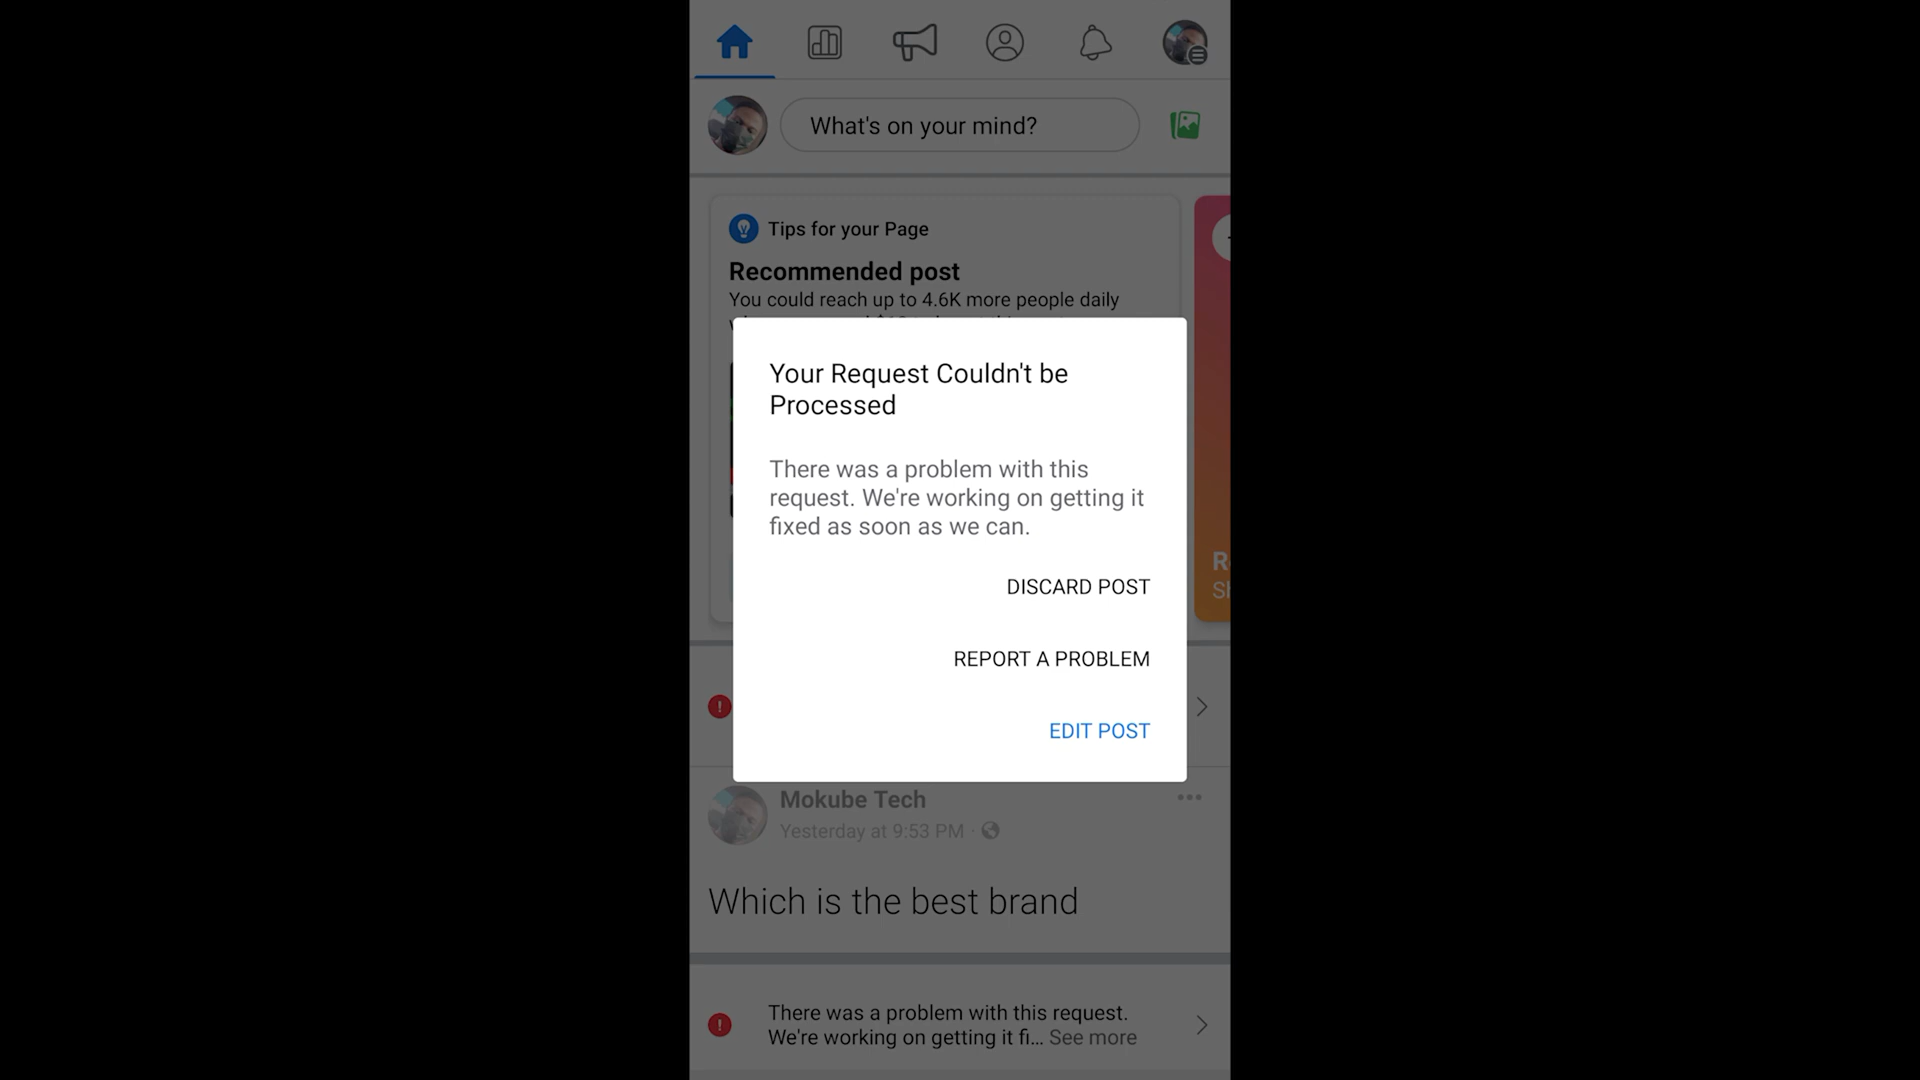 What's on your mind?
Tips for your Page
Recommended post
You could reach up to 4.6K more people daily
Your Request Couldn't be
Processed
There was a problem with this
request. We're working on getting it
fixed as soon as we can.
DISCARD POST
REPORT A PROBLEM
EDIT POST
Mokube Tech
Yesterday at 9:53 PM ·
Which is the best brand
There was a problem with this request.
We're working on getting it fi... See more